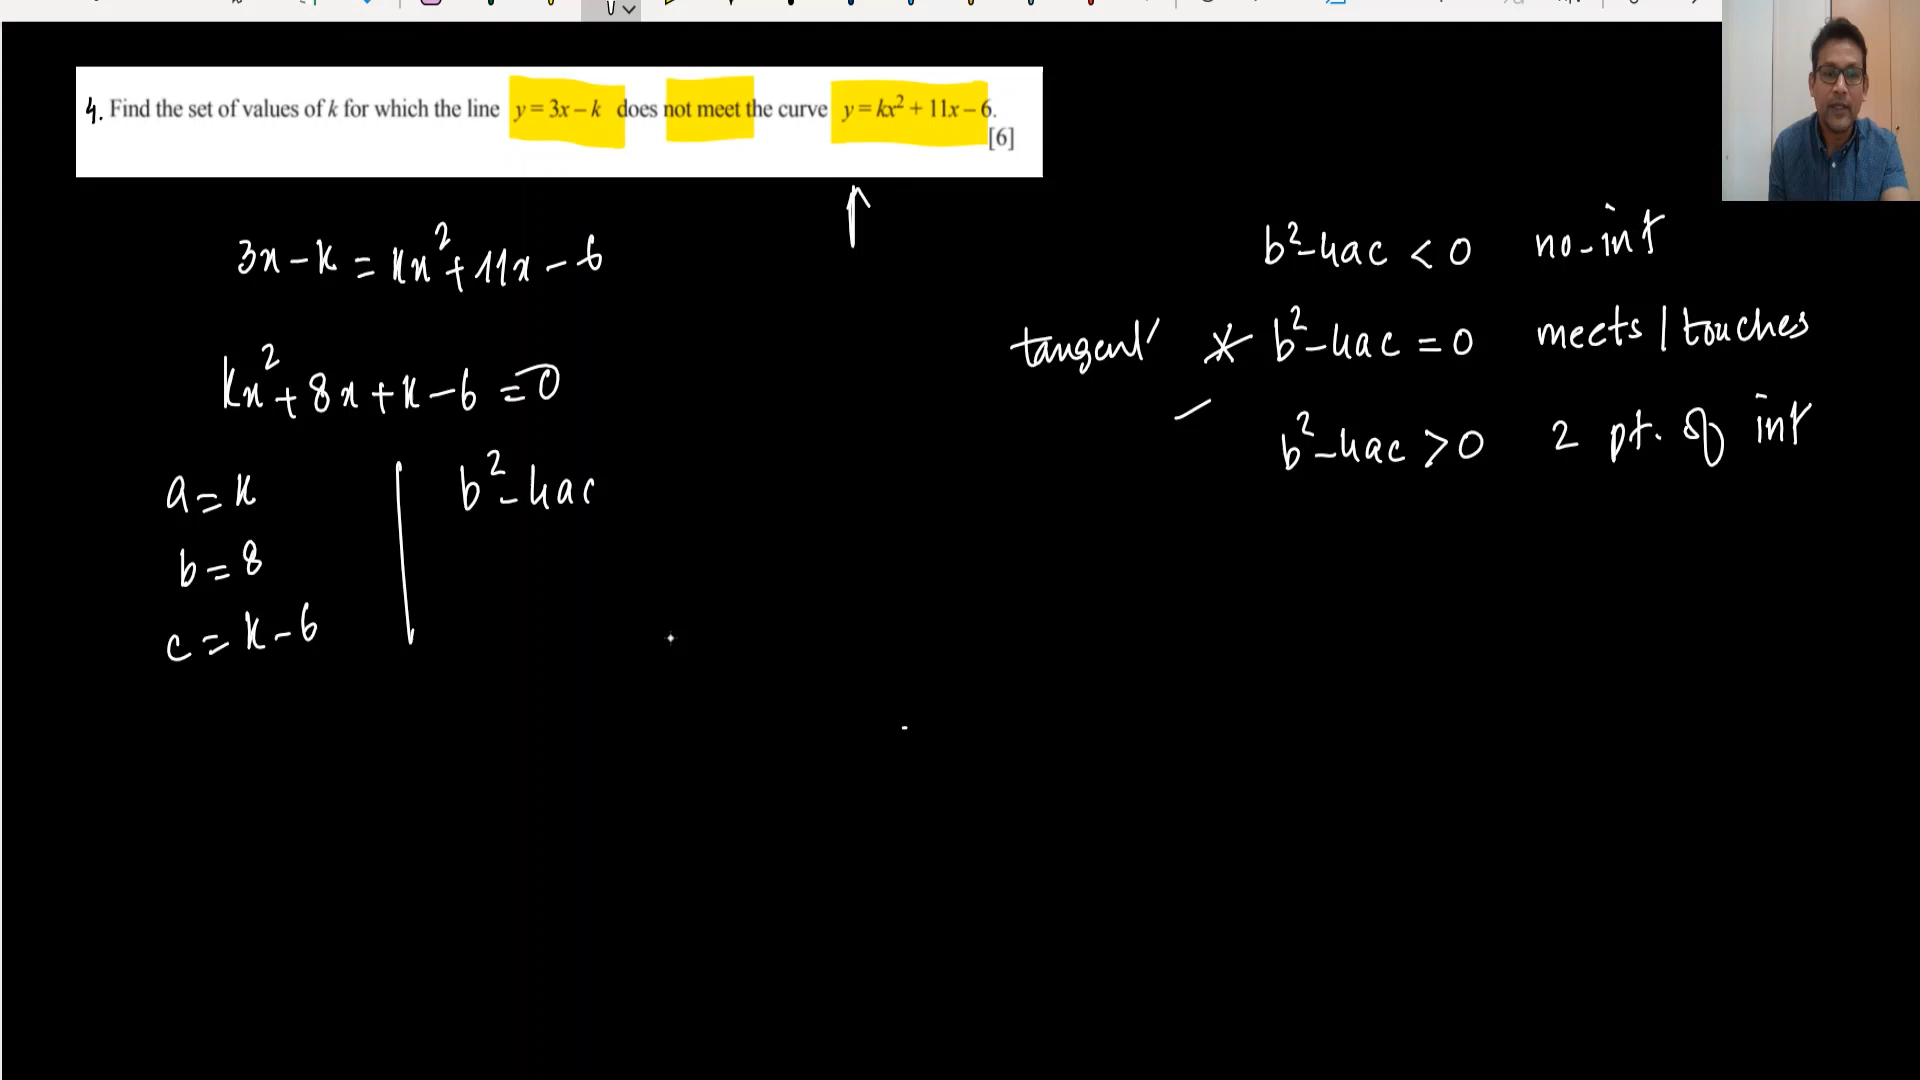 4. Find the set of values of k for which the line y = 3x – k does not meet the curve y = kx² + 11x – 6.
[6]
3x – k = kx² + 11x – 6
kx² + 8x + k – 6 = 0
a = k
b = 8
c = k – 6
b² – 4ac
b² – 4ac < 0 no – int
tangent * b² – 4ac = 0 meets | touches
b² – 4ac > 0 2 pt. of int